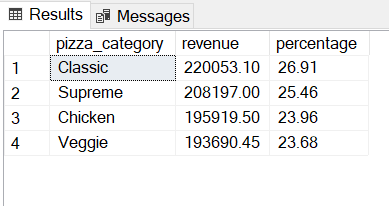 Results Messages
pizza_category revenue percentage
1 Classic 220053.10 26.91
2 Supreme 208197.00 25.46
3 Chicken 195919.50 23.96
4 Veggie 193690.45 23.68